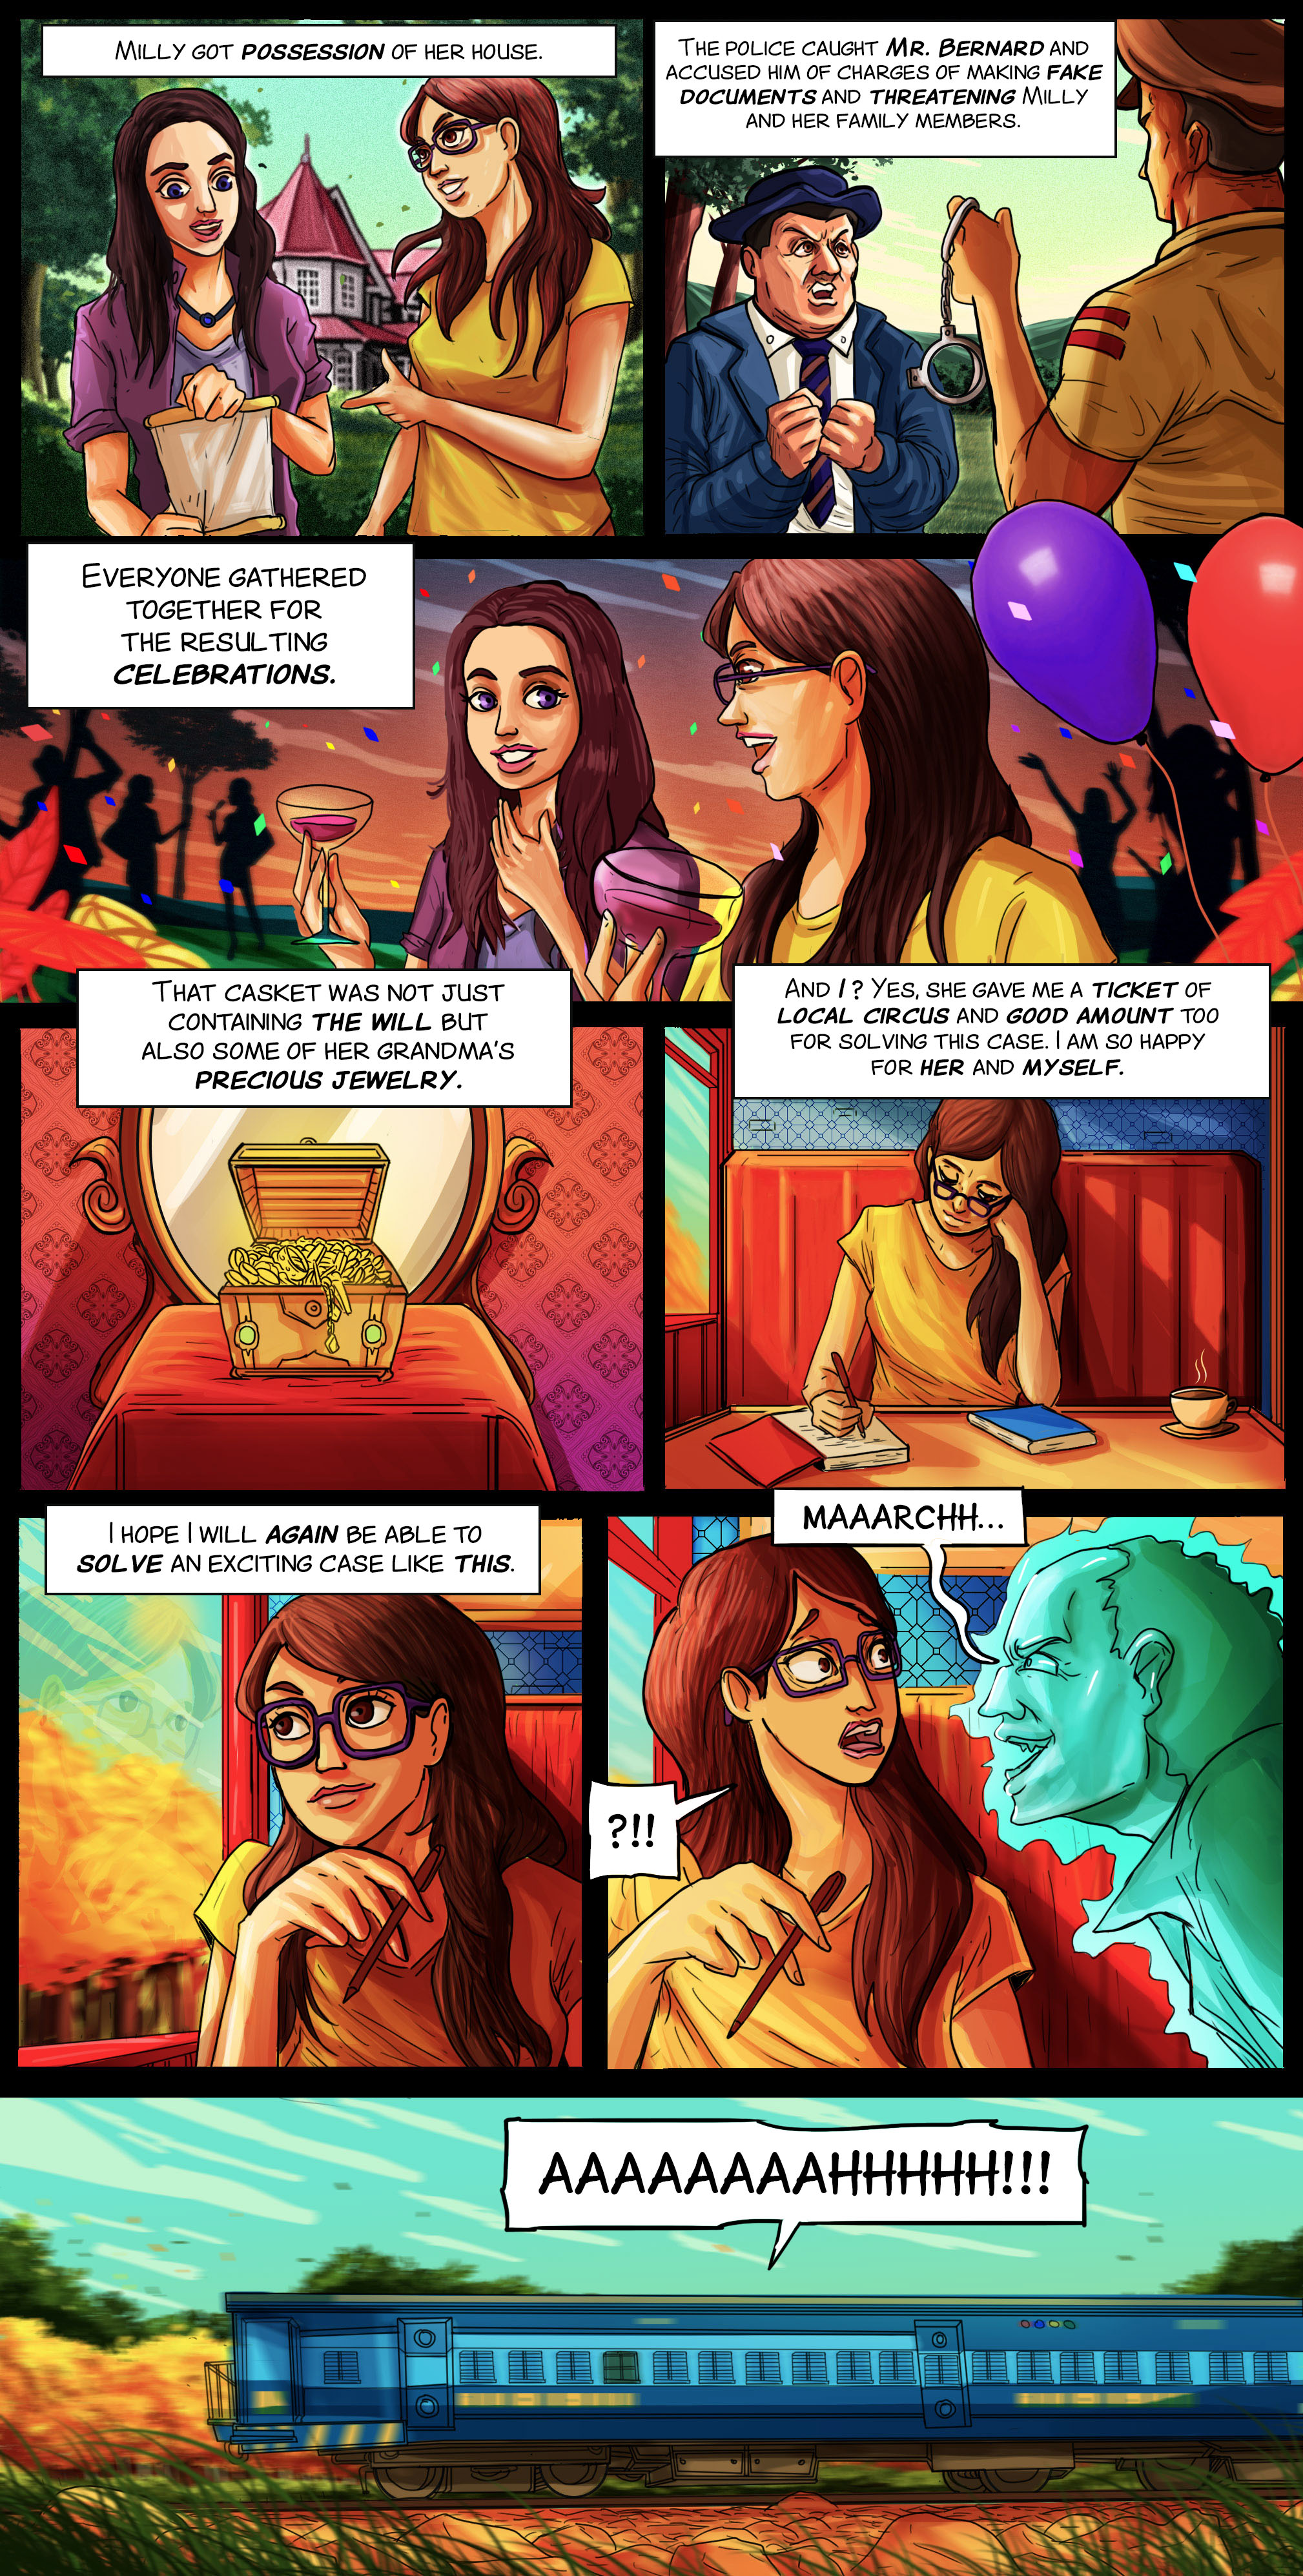 MILLY GOT POSSESSION OF HER HOUSE.
THE POLICE CAUGHT MR. BERNARD AND
ACCUSED HIM OF CHARGES OF MAKING FAKE
DOCUMENTS AND THREATENING MILLY
AND HER FAMILY MEMBERS.
EVERYONE GATHERED
TOGETHER FOR
THE RESULTING
CELEBRATIONS.
THAT CASKET WAS NOT JUST
CONTAINING THE WILL BUT
ALSO SOME OF HER GRANDMA'S
PRECIOUS JEWELRY.
AND I? YES, SHE GAVE ME A TICKET OF
LOCAL CIRCUS AND GOOD AMOUNT TOO
FOR SOLVING THIS CASE. I AM SO HAPPY
FOR HER AND MYSELF.
I HOPE I WILL AGAIN BE ABLE TO
SOLVE AN EXCITING CASE LIKE THIS.
MAAARCHH...
?!!
AAAAAAAAHHHHHH!!!